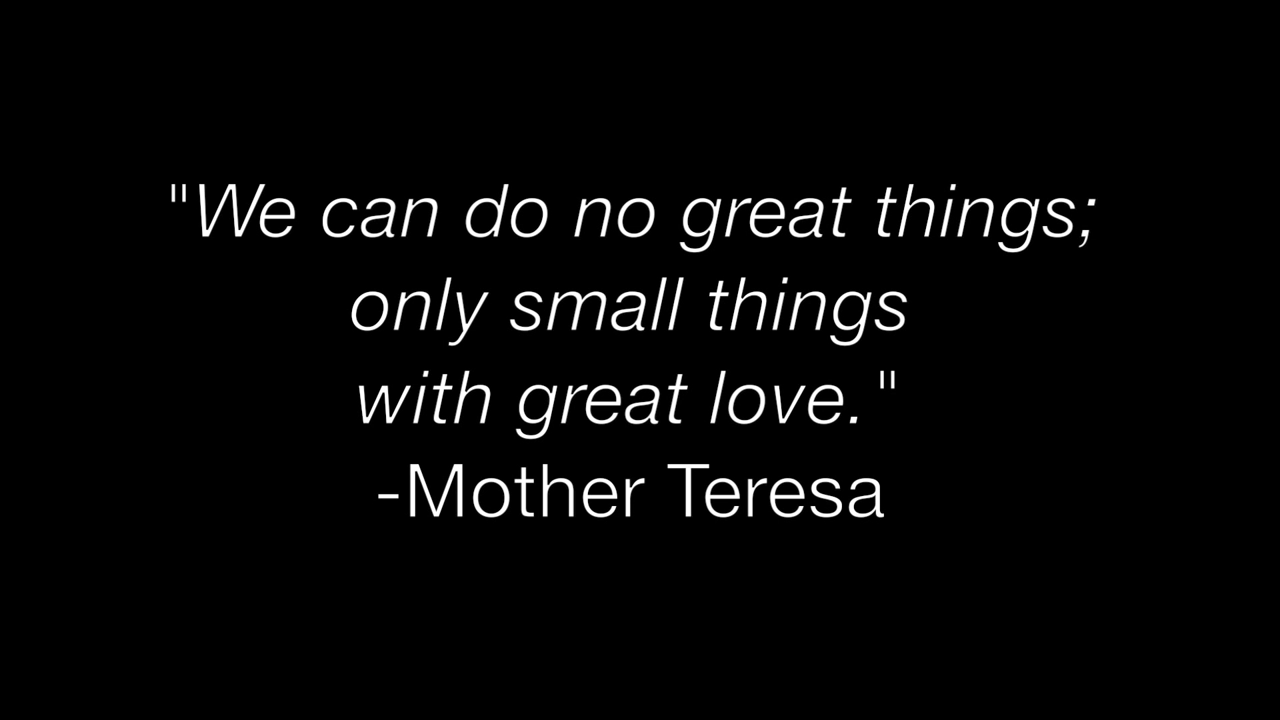 "We can do no great things;
only small things
with great love."
-Mother Teresa